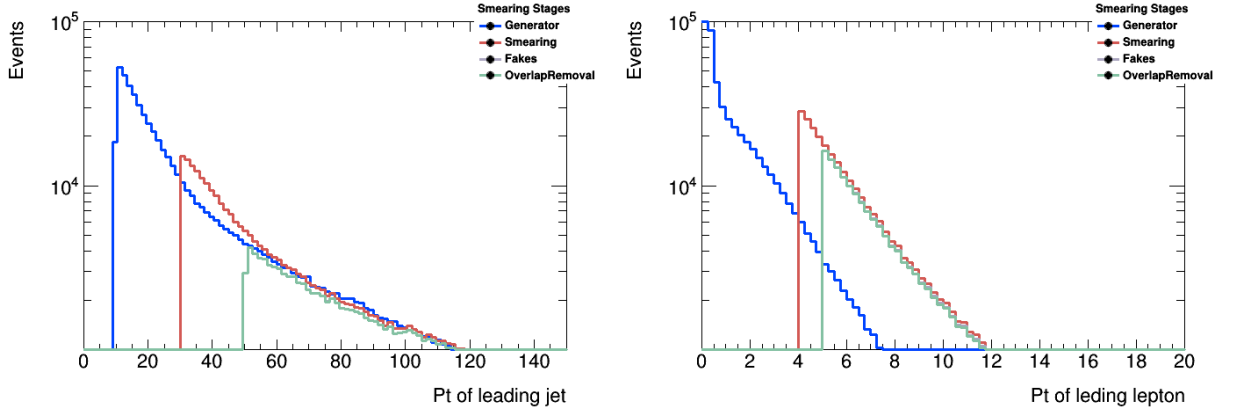 Smearing Stages
Generator
Smearing
Fakes
OverlapRemoval
Events
10^5
10^4
0 20 40 60 80 100 120 140
Pt of leading jet
Smearing Stages
Generator
Smearing
Fakes
OverlapRemoval
Events
10^5
10^4
0 2 4 6 8 10 12 14 16 18 20
Pt of leding lepton